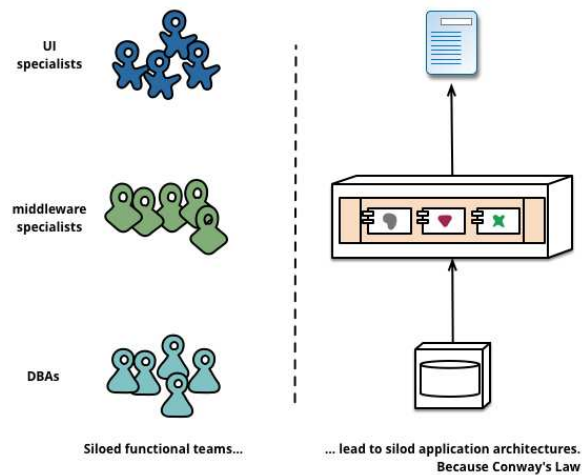 UI
specialists
middleware
specialists
DBAs
Siloed functional teams...
... lead to silod application architectures.
Because Conway's Law